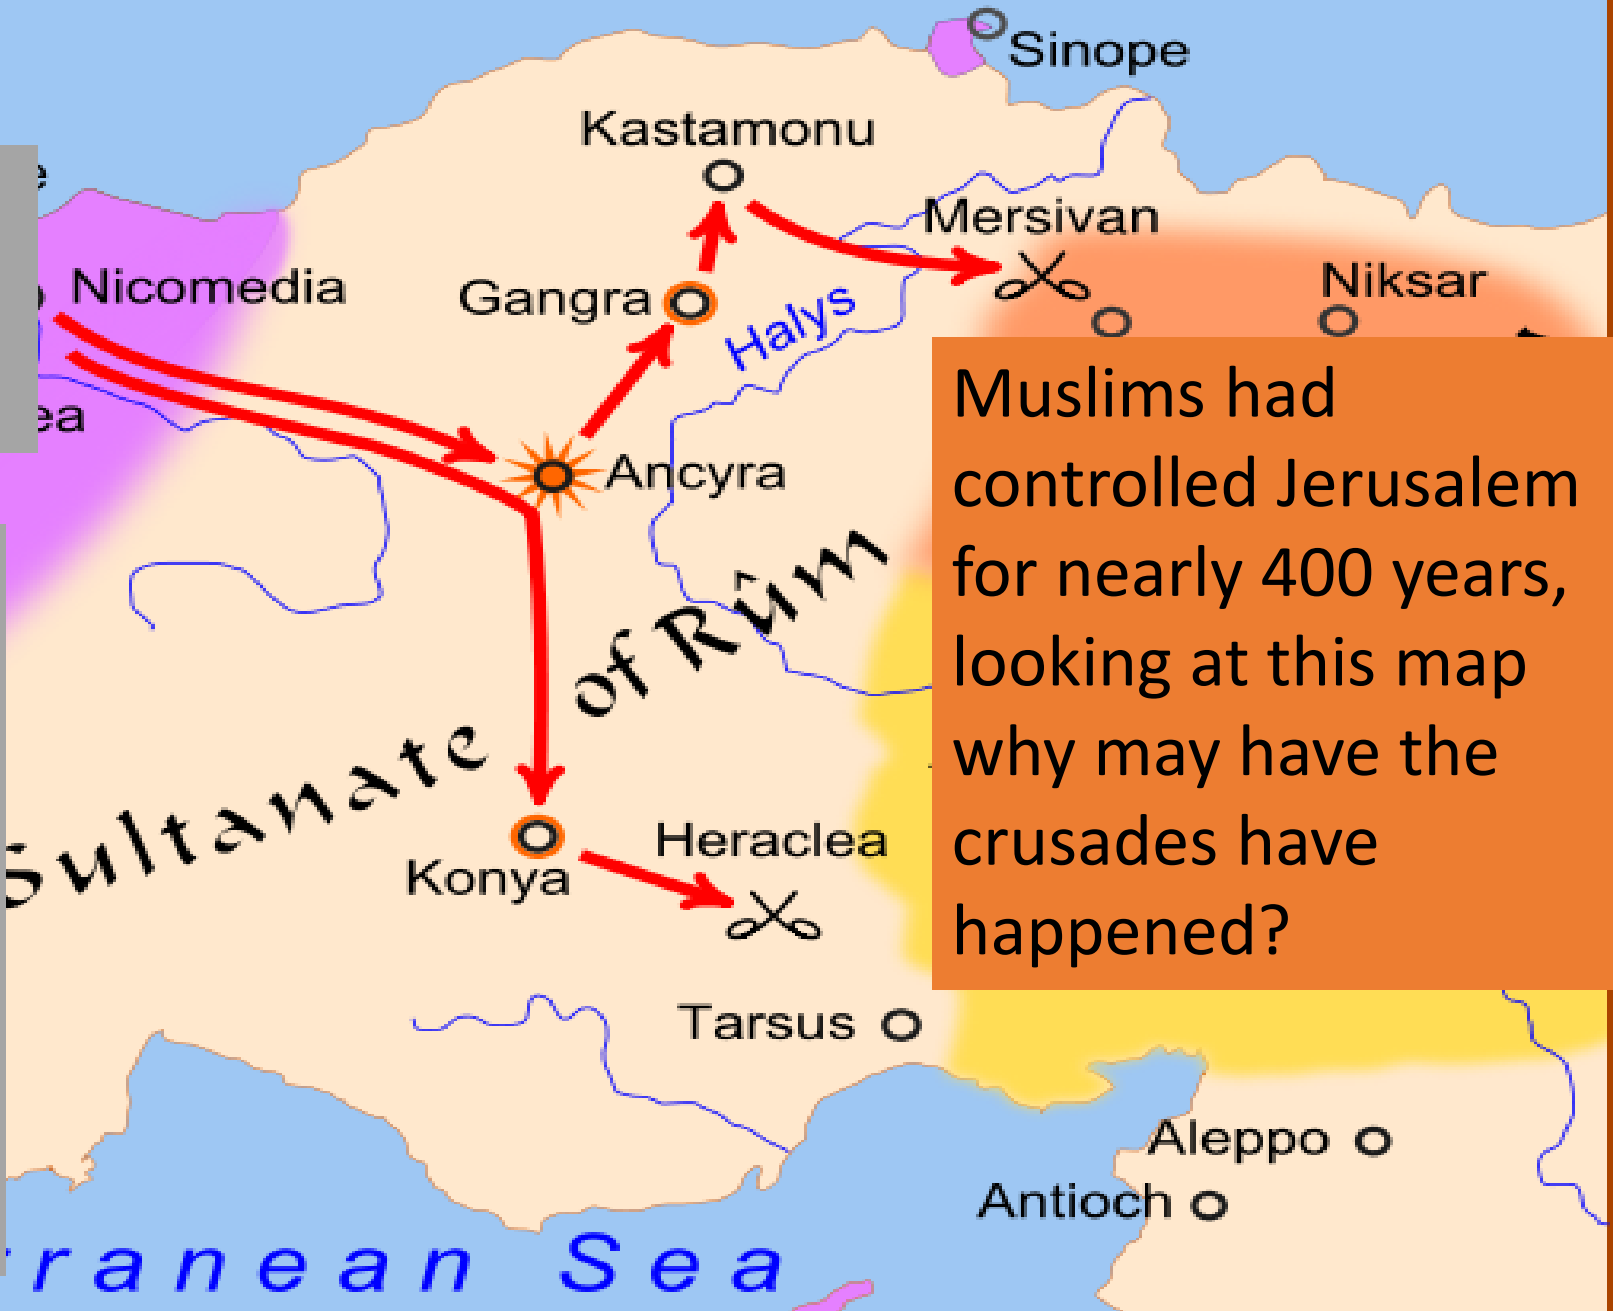 Sinope
Kastamonu
Mersivan
Nicomedia
Gangra
Niksar
Halys
Ancyra
Muslims had
controlled Jerusalem
for nearly 400 years,
looking at this map
why may have the
crusades have
happened?
Sultanate of Rûm
Heraclea
Konya
Tarsus
Aleppo
Antioch
ranean Sea